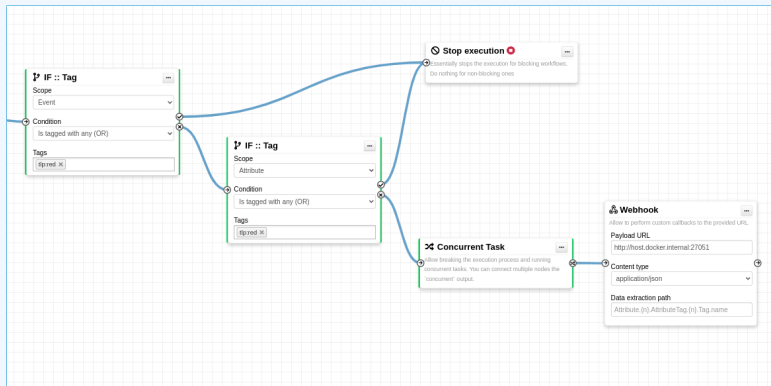 IF :: Tag
...
Scope
Event
Condition
Is tagged with any (OR)
Tags
tlp:red ×
IF :: Tag
...
Scope
Attribute
Condition
Is tagged with any (OR)
Tags
tlp:red ×
Stop execution
...
Essentially stops the execution for blocking workflows.
Do nothing for non-blocking ones
Concurrent Task
...
Allow breaking the execution process and running
concurrent tasks. You can connect multiple nodes the
`concurrent` output.
Webhook
...
Allow to perform custom callbacks to the provided URL
Payload URL
http://host.docker.internal:27051
Content type
application/json
Data extraction path
Attribute.{n}.AttributeTag.{n}.Tag.name